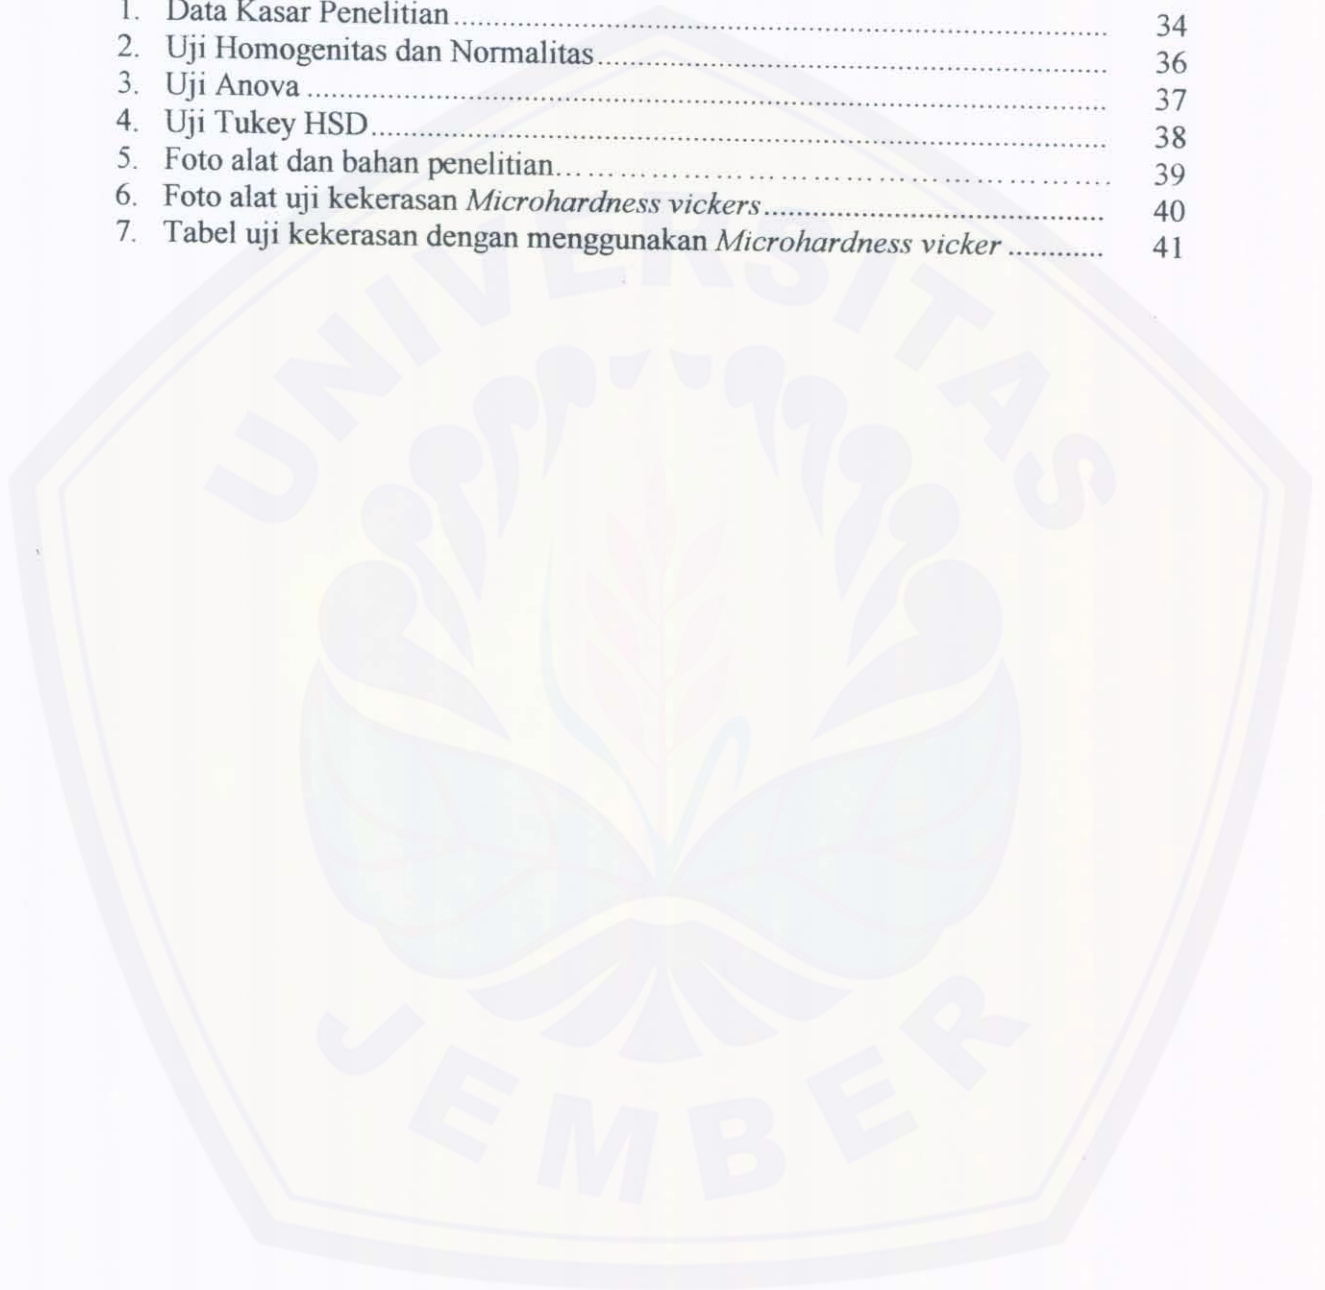 1. Data Kasar Penelitian ........ 34
2. Uji Homogenitas dan Normalitas ........ 36
3. Uji Anova ........ 37
4. Uji Tukey HSD ........ 38
5. Foto alat dan bahan penelitian ........ 39
6. Foto alat uji kekerasan Microhardness vickers ........ 40
7. Tabel uji kekerasan dengan menggunakan Microhardness vicker ............ 41
UNIVERSITAS
JEMBER